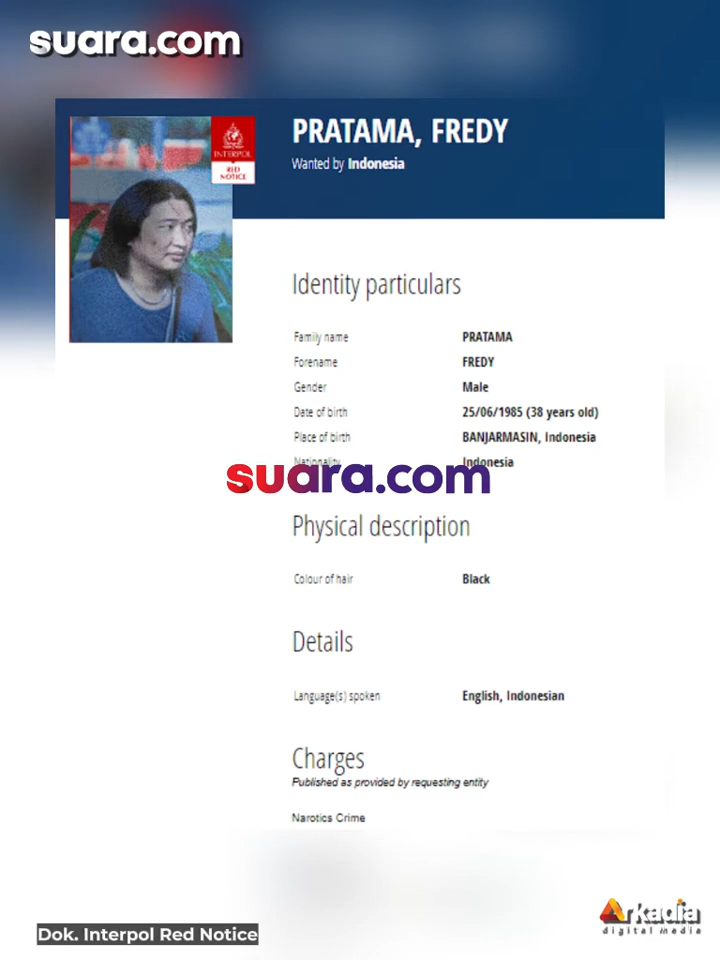 suara.com
INTERPOL
RED
NOTICE
PRATAMA, FREDY
Wanted by Indonesia
Identity particulars
Family name PRATAMA
Forename FREDY
Gender Male
Date of birth 25/06/1985 (38 years old)
Place of birth BANJARMASIN, Indonesia
Nationality Indonesia
suara.com
Physical description
Colour of hair Black
Details
Language(s) spoken English, Indonesian
Charges
Published as provided by requesting entity
Narotics Crime
Dok. Interpol Red Notice
Arkadia
digital media